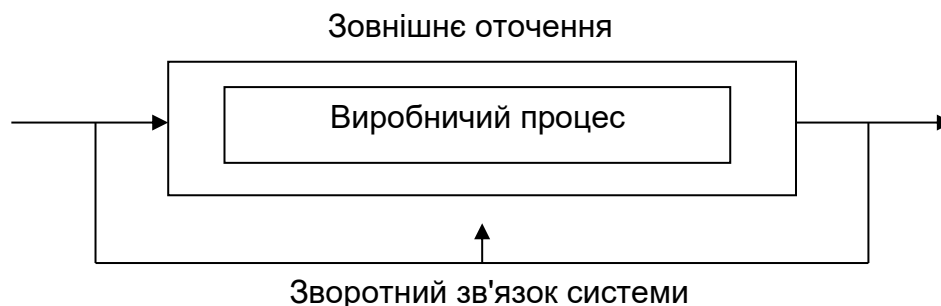 Зовнішнє оточення
Виробничий процес
Зворотний зв'язок системи